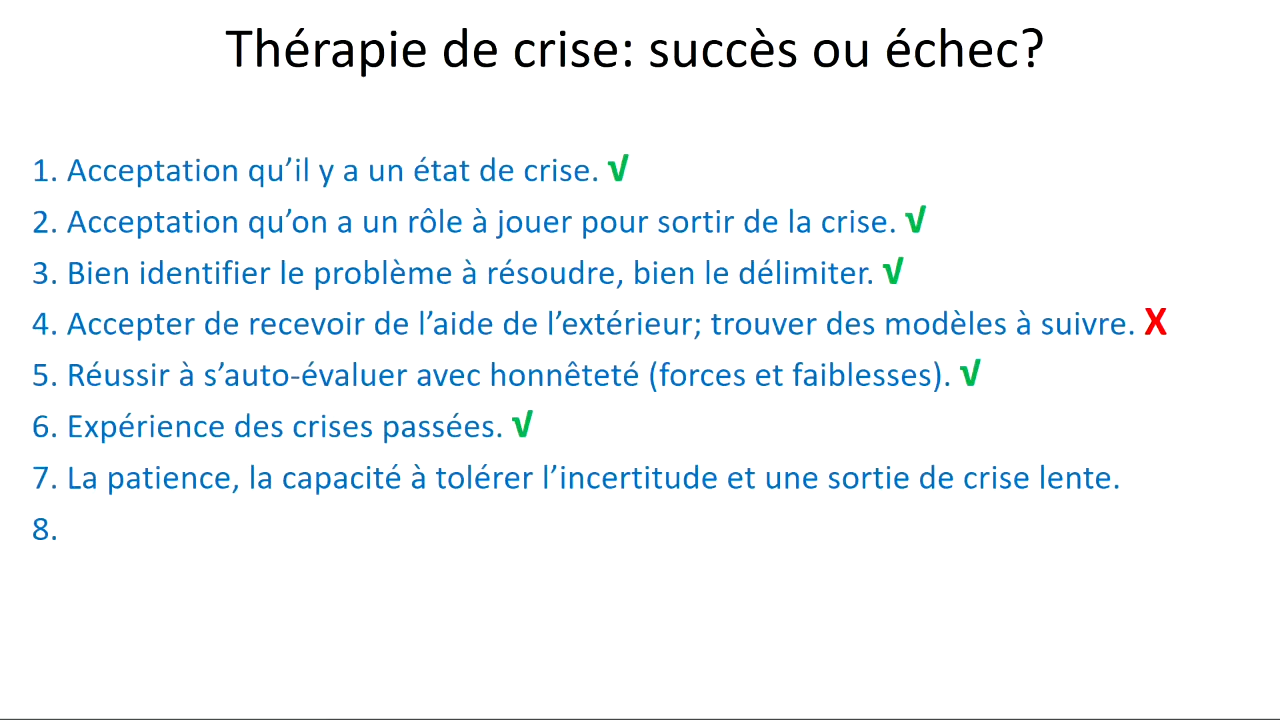 Thérapie de crise: succès ou échec?
1. Acceptation qu’il y a un état de crise. √
2. Acceptation qu’on a un rôle à jouer pour sortir de la crise. √
3. Bien identifier le problème à résoudre, bien le délimiter. √
4. Accepter de recevoir de l’aide de l’extérieur; trouver des modèles à suivre. X
5. Réussir à s’auto-évaluer avec honnêteté (forces et faiblesses). √
6. Expérience des crises passées. √
7. La patience, la capacité à tolérer l’incertitude et une sortie de crise lente.
8.